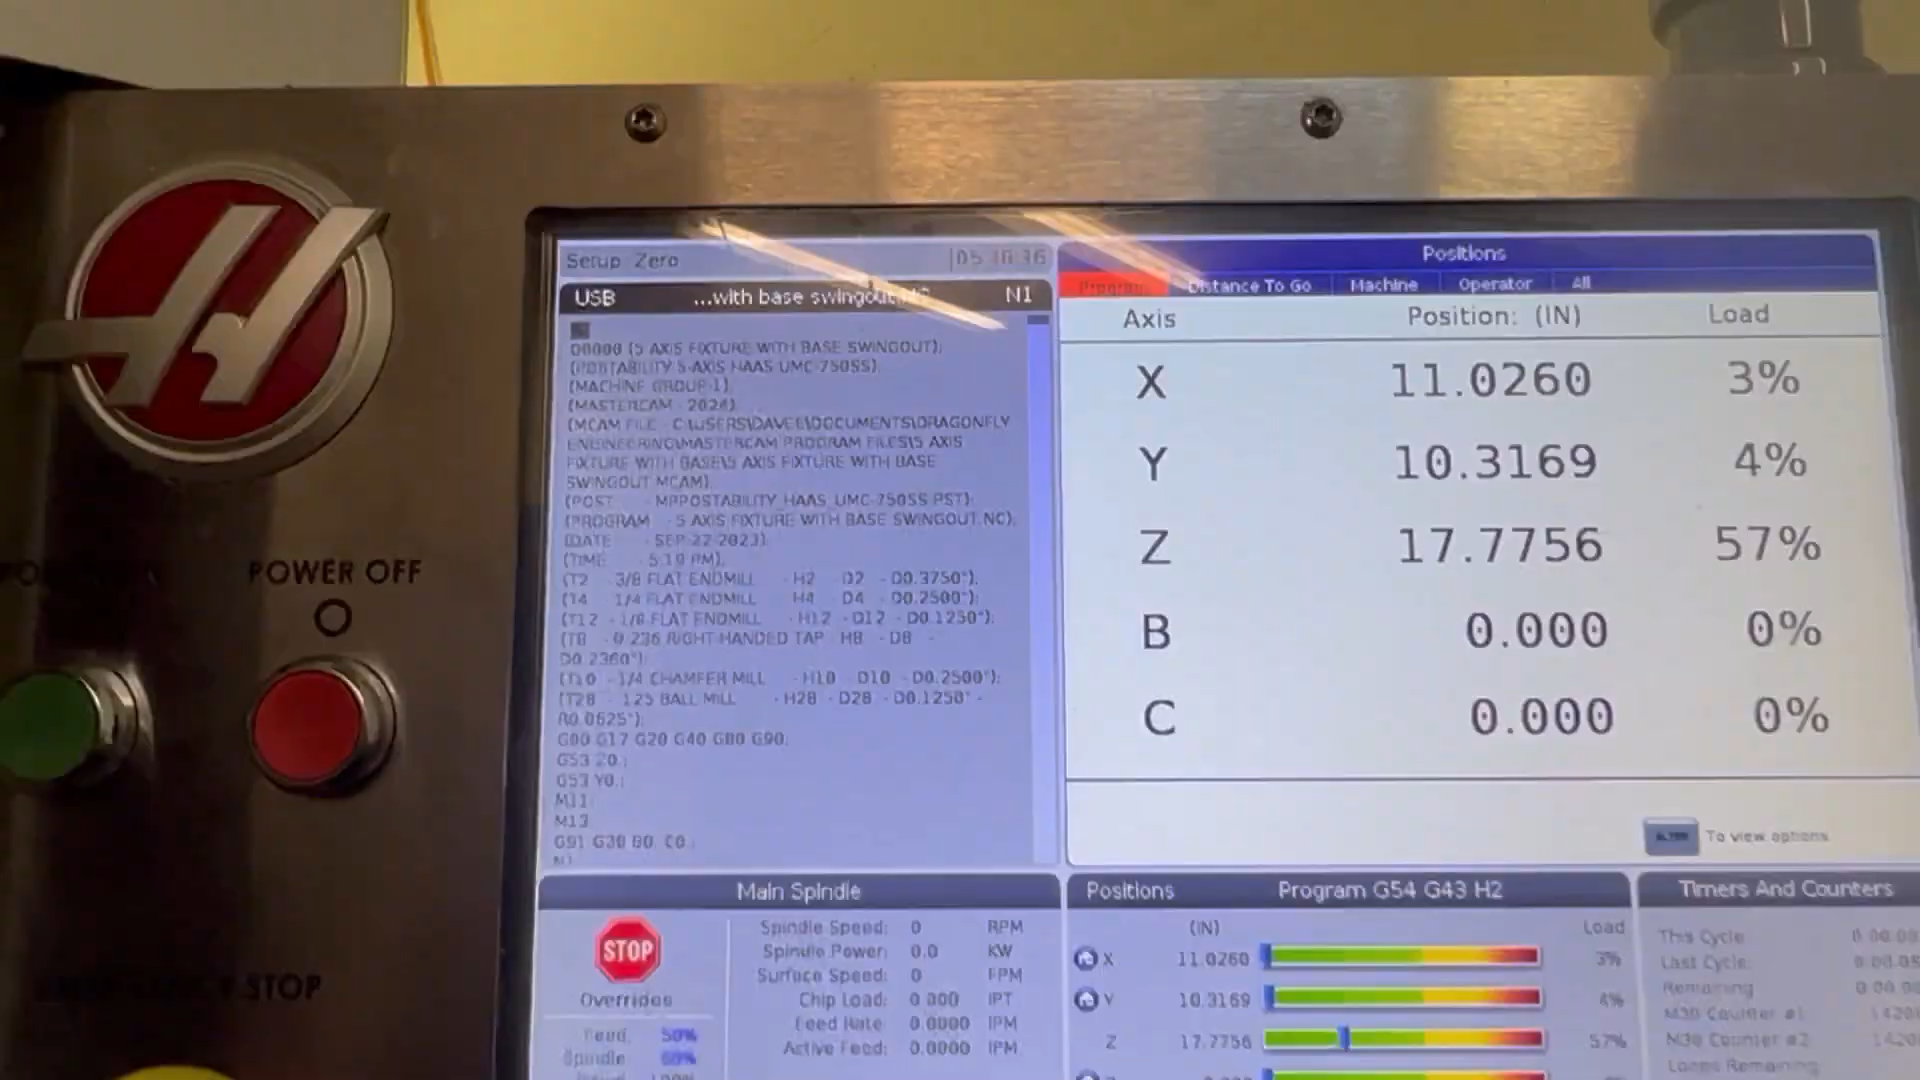 Setup: Zero
USB ...with base swingout.NC N1
O0000 (5 AXIS FIXTURE WITH BASE SWINGOUT);
(POSTABILITY 5-AXIS HAAS UMC-750SS);
(MACHINE GROUP-1);
(MASTERCAM - 2024);
(MCAM FILE - C:\USERS\DAVEE\DOCUMENTS\DRAGONFLY
ENGINEERING\MASTERCAM PROGRAM FILES\5 AXIS
FIXTURE WITH BASE\5 AXIS FIXTURE WITH BASE
SWINGOUT.MCAM);
(POST - MPPOSTABILITY_HAAS_UMC-750SS.PST);
(PROGRAM - 5 AXIS FIXTURE WITH BASE SWINGOUT.NC);
(DATE - SEP-22-2023);
(TIME - 5:10 PM);
(T2 - 3/8 FLAT ENDMILL - H2 - D2 - D0.3750");
(T4 - 1/4 FLAT ENDMILL - H4 - D4 - D0.2500");
(T12 - 1/8 FLAT ENDMILL - H12 - D12 - D0.1250");
(T8 - 0.236 RIGHT HANDED TAP - H8 - D8 -
D0.2360");
(T10 - 1/4 CHAMFER MILL - H10 - D10 - D0.2500");
(T28 - .125 BALL MILL - H28 - D28 - D0.1250" -
R0.0625");
G00 G17 G20 G40 G80 G90;
G53 Z0.;
G53 Y0.;
M11
M13
G91 G28 B0. C0.;
N1
Positions
Program Distance To Go Machine Operator All
Axis Position: (IN) Load
X 11.0260 3%
Y 10.3169 4%
Z 17.7756 57%
B 0.000 0%
C 0.000 0%
ALTER To view options
POWER OFF
STOP
Main Spindle
STOP
Overrides
Feed: 50%
Spindle:
Spindle Speed: 0 RPM
Spindle Power: 0.0 KW
Surface Speed: 0 FPM
Chip Load: 0.000 IPT
Feed Rate: 0.0000 IPM
Active Feed: 0.0000 IPM
Positions Program G54 G43 H2
(IN) Load
X 11.0260 3%
Y 10.3169 4%
Z 17.7756 57%
Timers And Counters
This Cycle:
Last Cycle:
Remaining
M30 Counter #1:
M30 Counter #2:
Loops Remaining